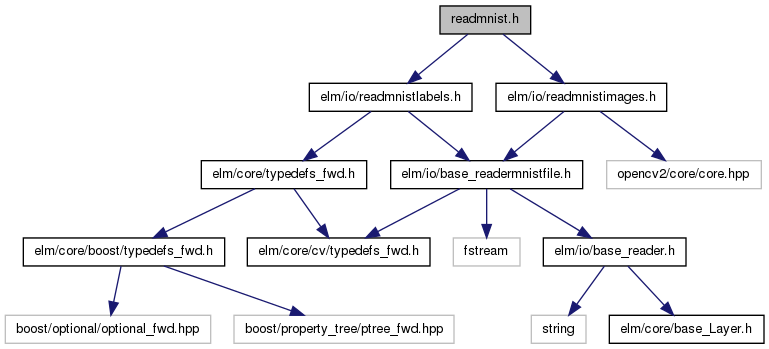 readmnist.h
elm/io/readmnistlabels.h
elm/io/readmnistimages.h
elm/core/typedefs_fwd.h
elm/io/base_readermnistfile.h
opencv2/core/core.hpp
elm/core/boost/typedefs_fwd.h
elm/core/cv/typedefs_fwd.h
fstream
elm/io/base_reader.h
boost/optional/optional_fwd.hpp
boost/property_tree/ptree_fwd.hpp
string
elm/core/base_Layer.h